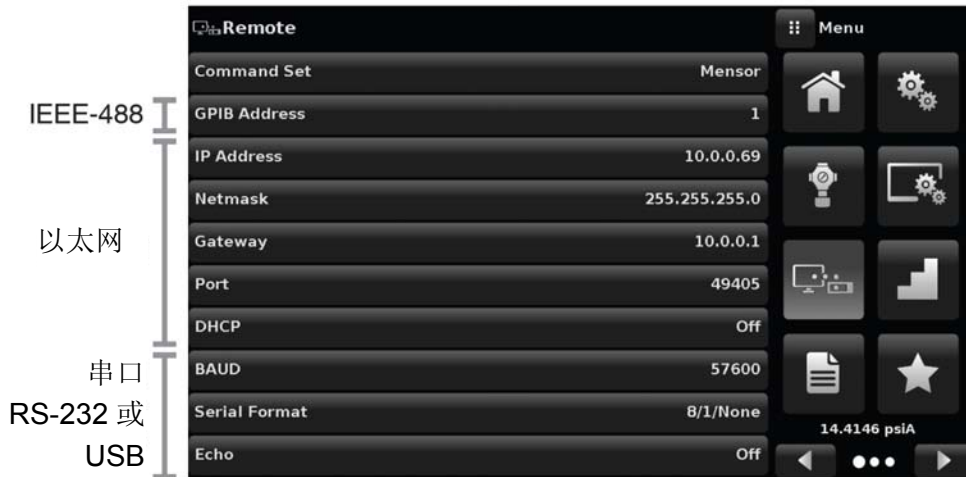 Remote
Menu
Command Set Mensor
IEEE-488
GPIB Address 1
IP Address 10.0.0.69
Netmask 255.255.255.0
以太网
Gateway 10.0.0.1
Port 49405
DHCP Off
串口
RS-232 或
USB
BAUD 57600
Serial Format 8/1/None
Echo Off
14.4146 psiA